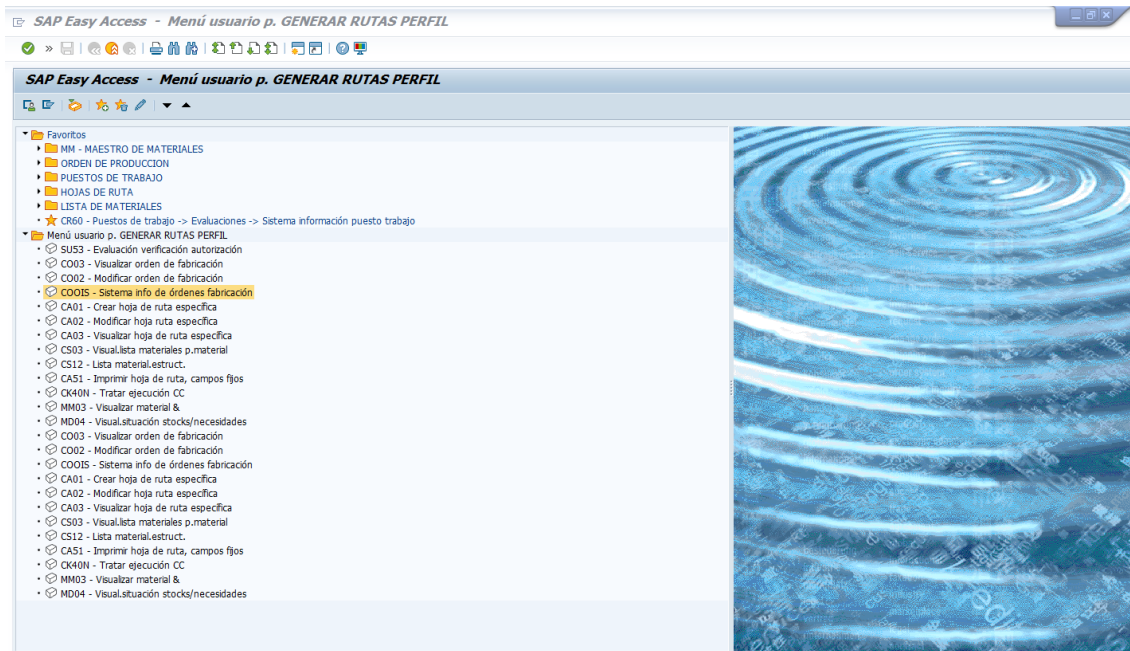 SAP Easy Access - Menú usuario p. GENERAR RUTAS PERFIL
SAP Easy Access - Menú usuario p. GENERAR RUTAS PERFIL
Favoritos
MM - MAESTRO DE MATERIALES
ORDEN DE PRODUCCION
PUESTOS DE TRABAJO
HOJAS DE RUTA
LISTA DE MATERIALES
CR60 - Puestos de trabajo -> Evaluaciones -> Sistema información puesto trabajo
Menú usuario p. GENERAR RUTAS PERFIL
SU53 - Evaluación verificación autorización
CO03 - Visualizar orden de fabricación
CO02 - Modificar orden de fabricación
COOIS - Sistema info de órdenes fabricación
CA01 - Crear hoja de ruta específica
CA02 - Modificar hoja ruta específica
CA03 - Visualizar hoja de ruta específica
CS03 - Visual.lista materiales p.material
CS12 - Lista material.estruct.
CA51 - Imprimir hoja de ruta, campos fijos
CK40N - Tratar ejecución CC
MM03 - Visualizar material &
MD04 - Visual.situación stocks/necesidades
CO03 - Visualizar orden de fabricación
CO02 - Modificar orden de fabricación
COOIS - Sistema info de órdenes fabricación
CA01 - Crear hoja de ruta específica
CA02 - Modificar hoja ruta específica
CA03 - Visualizar hoja de ruta específica
CS03 - Visual.lista materiales p.material
CS12 - Lista material.estruct.
CA51 - Imprimir hoja de ruta, campos fijos
CK40N - Tratar ejecución CC
MM03 - Visualizar material &
MD04 - Visual.situación stocks/necesidades